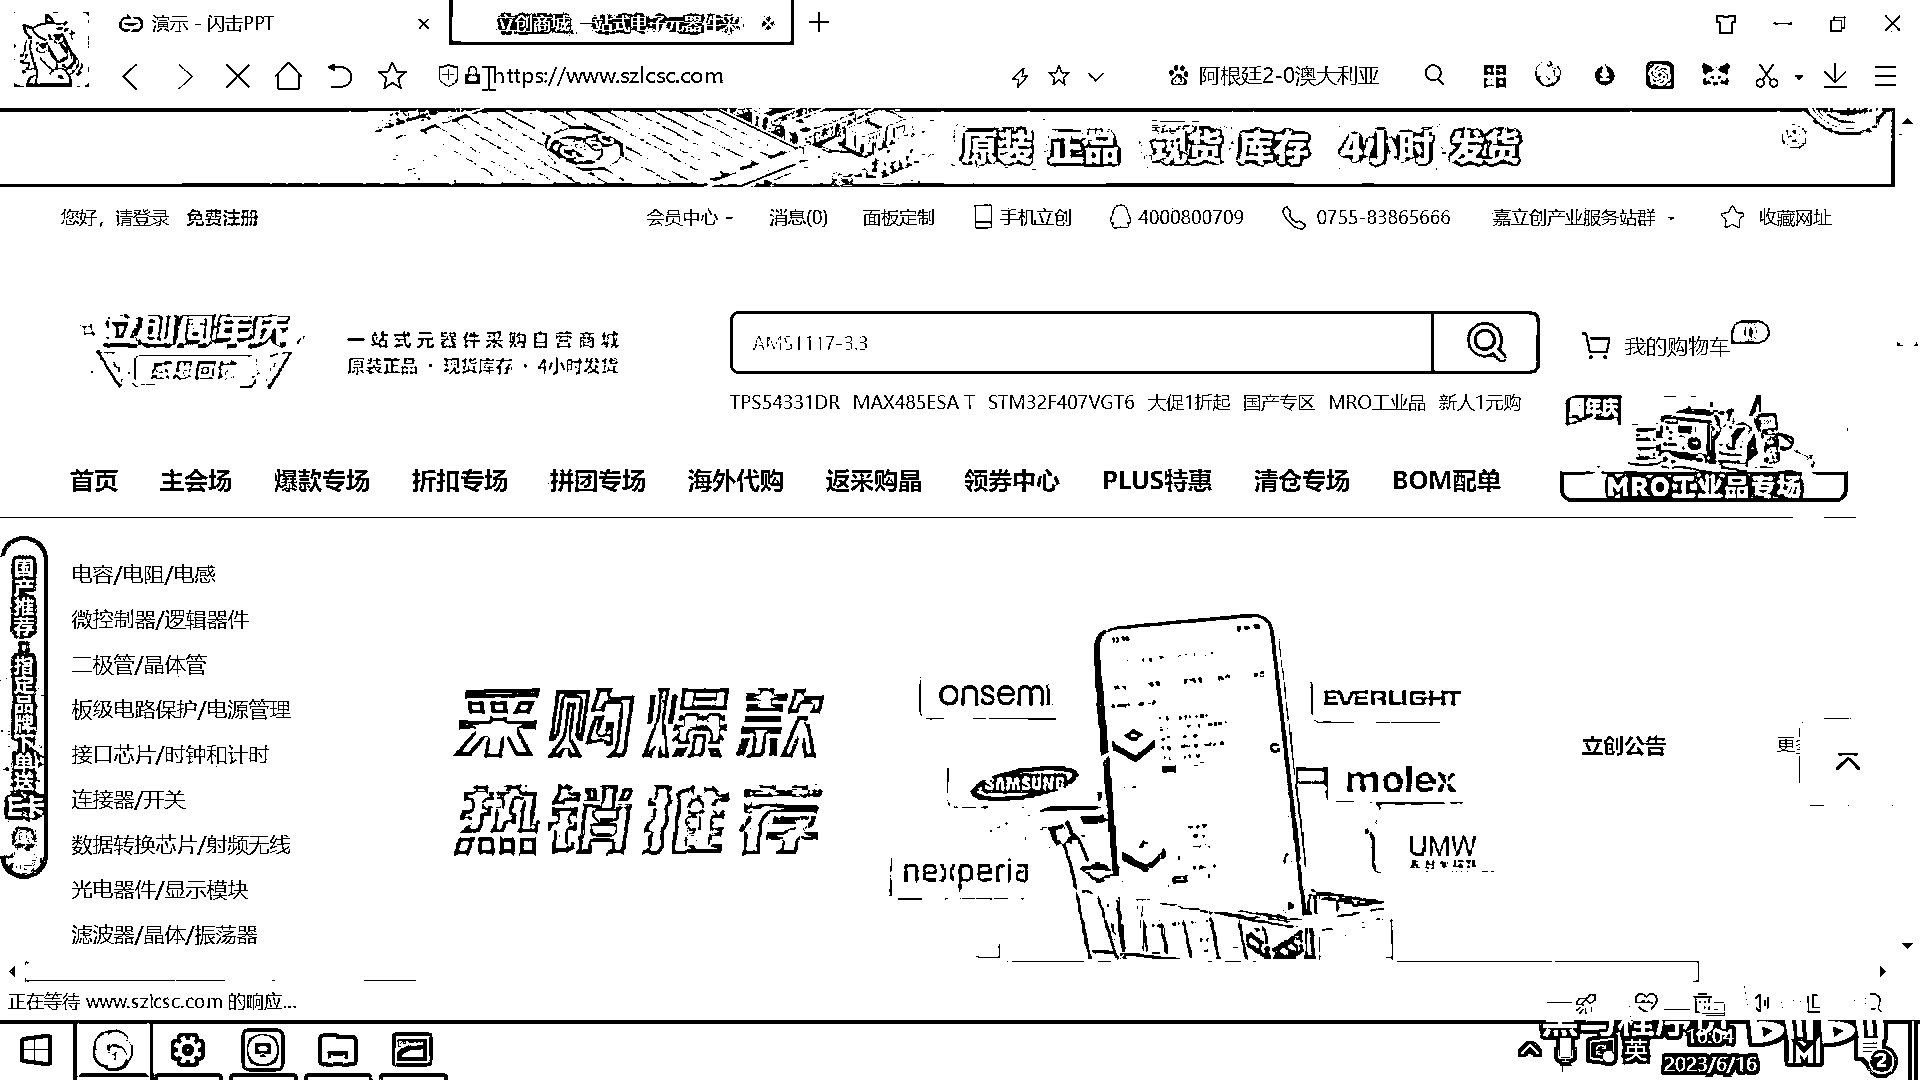 演示 - 闪击PPT
立创商城_一站式电子元器件采
https://www.szlcsc.com
阿根廷2-0澳大利亚
原装 正品 现货 库存 4小时 发货
您好，请登录 免费注册
会员中心 消息(0) 面板定制 手机立创 4000800709 0755-83865666 嘉立创产业服务站群 收藏网址
立创周年庆
感恩回馈
一站式元器件采购自营商城
原装正品 · 现货库存 · 4小时发货
AMS1117-3.3
我的购物车 0
TPS54331DR MAX485ESA T STM32F407VGT6 大促1折起 国产专区 MRO工业品 新人1元购
周年庆
MRO工业品专场
首页 主会场 爆款专场 折扣专场 拼团专场 海外代购 返采购晶 领券中心 PLUS特惠 清仓专场 BOM配单
国产推荐·指定品牌下单送E卡
电容/电阻/电感
微控制器/逻辑器件
二极管/晶体管
板级电路保护/电源管理
接口芯片/时钟和计时
连接器/开关
数据转换芯片/射频无线
光电器件/显示模块
滤波器/晶体/振荡器
采购爆款
热销推荐
onsemi
SAMSUNG
nexperia
EVERLIGHT
molex
UMW
立创公告
更
正在等待 www.szlcsc.com 的响应...
英
16:04
2023/6/16
2